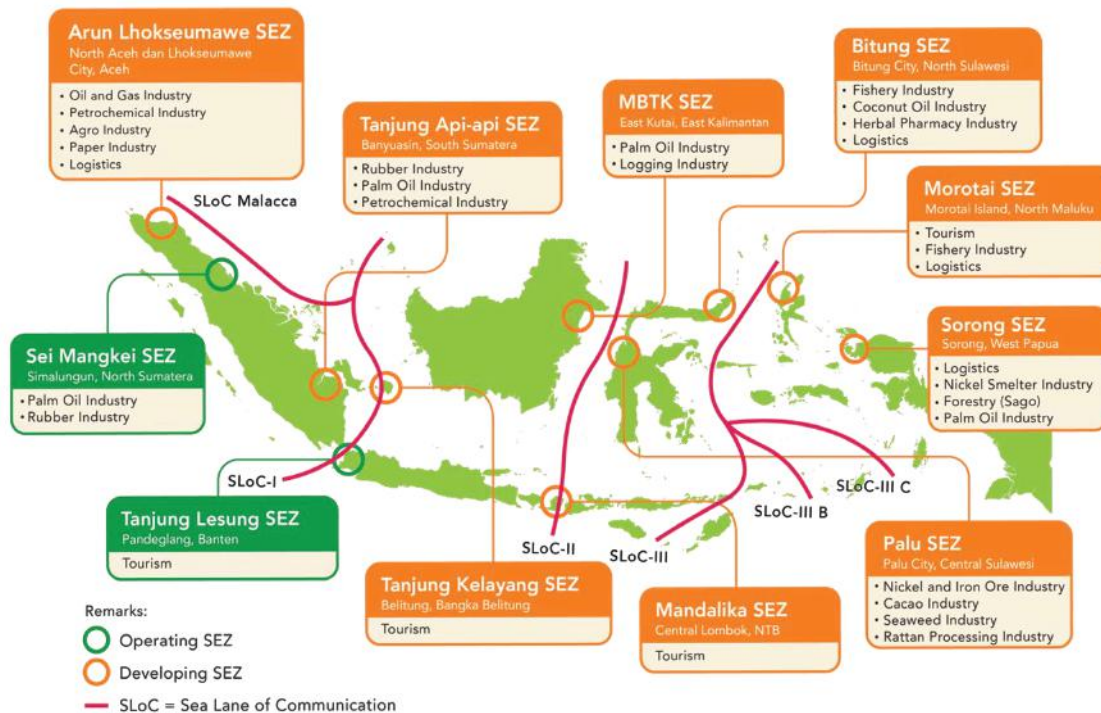 Arun Lhokseumawe SEZ
North Aceh dan Lhokseumawe
City, Aceh
• Oil and Gas Industry
• Petrochemical Industry
• Agro Industry
• Paper Industry
• Logistics
Tanjung Api-api SEZ
Banyuasin, South Sumatera
• Rubber Industry
• Palm Oil Industry
• Petrochemical Industry
MBTK SEZ
East Kutai, East Kalimantan
• Palm Oil Industry
• Logging Industry
Bitung SEZ
Bitung City, North Sulawesi
• Fishery Industry
• Coconut Oil Industry
• Herbal Pharmacy Industry
• Logistics
Morotai SEZ
Morotai Island, North Maluku
• Tourism
• Fishery Industry
• Logistics
SLoC Malacca
Sei Mangkei SEZ
Simalungun, North Sumatera
• Palm Oil Industry
• Rubber Industry
Sorong SEZ
Sorong, West Papua
• Logistics
• Nickel Smelter Industry
• Forestry (Sago)
• Palm Oil Industry
SLoC-I
SLoC-II
SLoC-III
SLoC-III B
SLoC-III C
Tanjung Lesung SEZ
Pandeglang, Banten
Tourism
Tanjung Kelayang SEZ
Belitung, Bangka Belitung
Tourism
Mandalika SEZ
Central Lombok, NTB
Tourism
Palu SEZ
Palu City, Central Sulawesi
• Nickel and Iron Ore Industry
• Cacao Industry
• Seaweed Industry
• Rattan Processing Industry
Remarks:
Operating SEZ
Developing SEZ
SLoC = Sea Lane of Communication